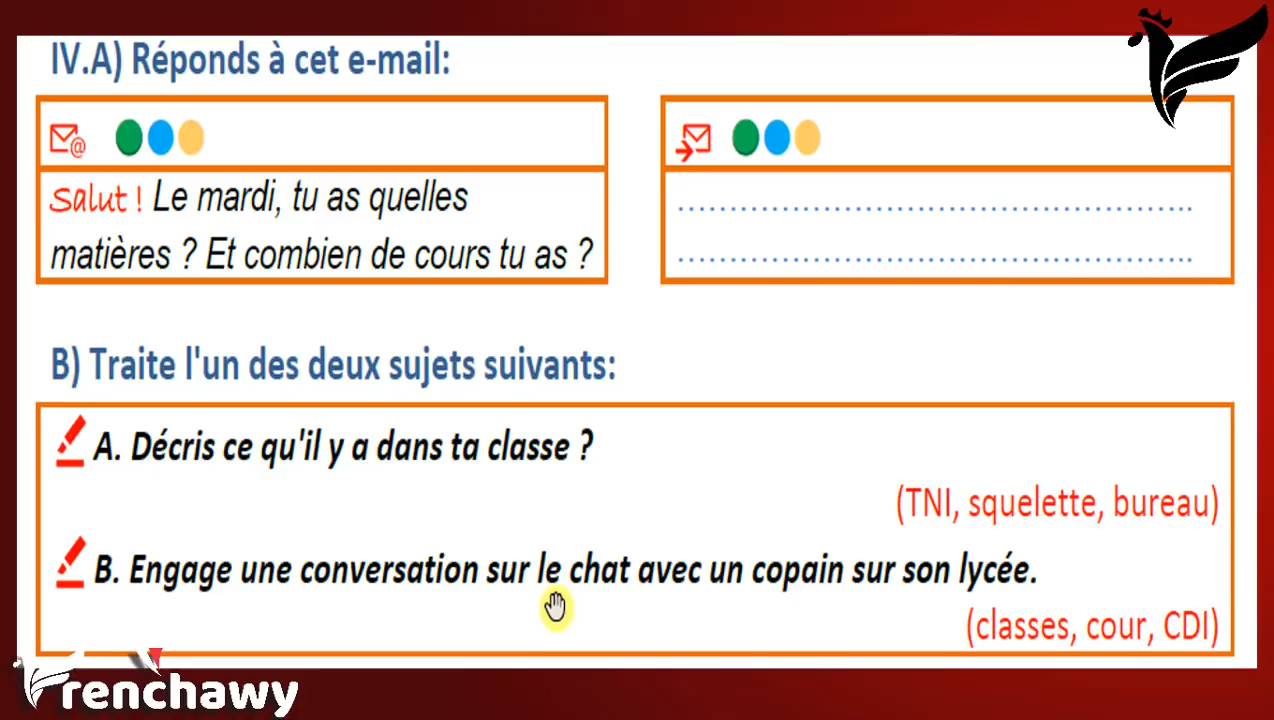 IV.A) Réponds à cet e-mail:
Salut ! Le mardi, tu as quelles
matières ? Et combien de cours tu as ?
B) Traite l'un des deux sujets suivants:
A. Décris ce qu'il y a dans ta classe ?
(TNI, squelette, bureau)
B. Engage une conversation sur le chat avec un copain sur son lycée.
(classes, cour, CDI)
Frenchawy